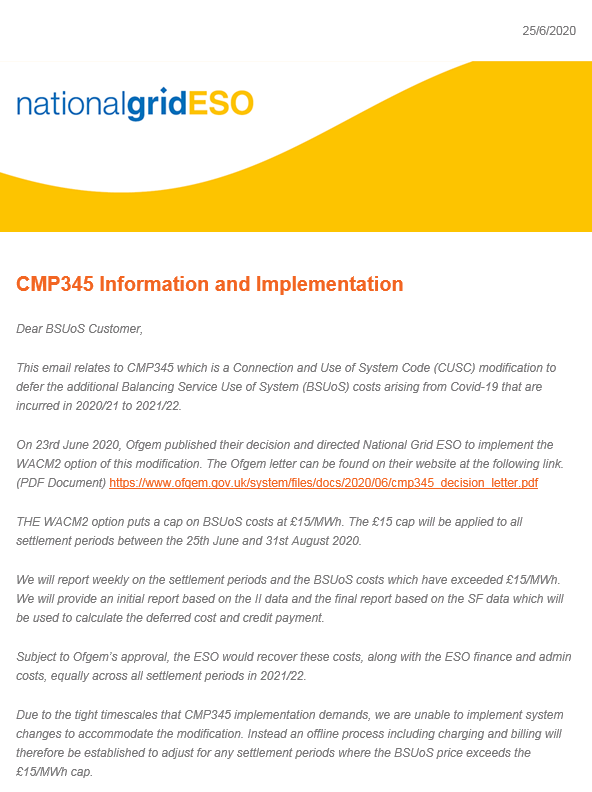 25/6/2020
nationalgridESO
CMP345 Information and Implementation
Dear BSUoS Customer,
This email relates to CMP345 which is a Connection and Use of System Code (CUSC) modification to
defer the additional Balancing Service Use of System (BSUoS) costs arising from Covid-19 that are
incurred in 2020/21 to 2021/22.
On 23rd June 2020, Ofgem published their decision and directed National Grid ESO to implement the
WACM2 option of this modification. The Ofgem letter can be found on their website at the following link.
(PDF Document) https://www.ofgem.gov.uk/system/files/docs/2020/06/cmp345_decision_letter.pdf
THE WACM2 option puts a cap on BSUoS costs at £15/MWh. The £15 cap will be applied to all
settlement periods between the 25th June and 31st August 2020.
We will report weekly on the settlement periods and the BSUoS costs which have exceeded £15/MWh.
We will provide an initial report based on the II data and the final report based on the SF data which will
be used to calculate the deferred cost and credit payment.
Subject to Ofgem's approval, the ESO would recover these costs, along with the ESO finance and admin
costs, equally across all settlement periods in 2021/22.
Due to the tight timescales that CMP345 implementation demands, we are unable to implement system
changes to accommodate the modification. Instead an offline process including charging and billing will
therefore be established to adjust for any settlement periods where the BSUoS price exceeds the
£15/MWh cap.